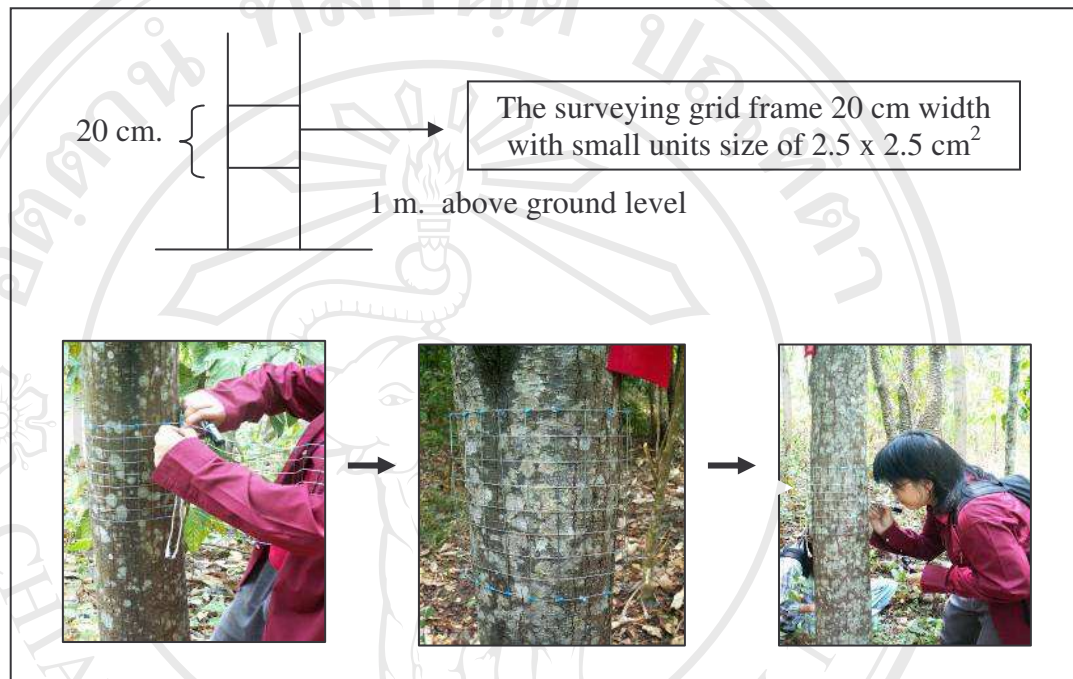 20 cm.
The surveying grid frame 20 cm width
with small units size of 2.5 x 2.5 cm²
1 m. above ground level